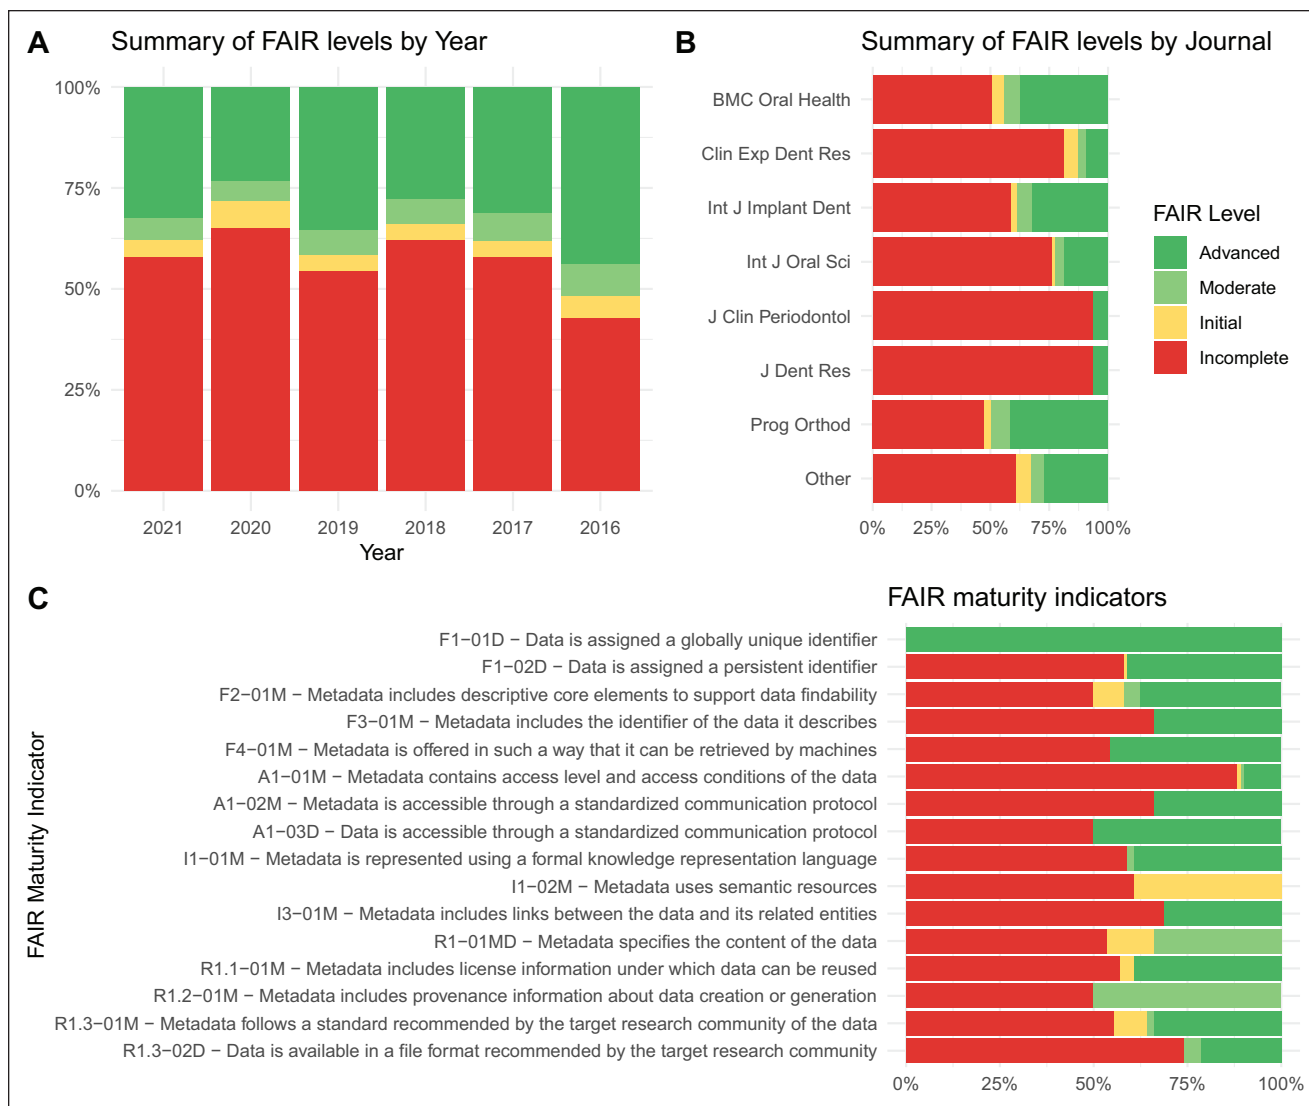 A
Summary of FAIR levels by Year
100%
75%
50%
25%
0%
2021
2020
2019
2018
2017
2016
Year
B
Summary of FAIR levels by Journal
BMC Oral Health
Clin Exp Dent Res
Int J Implant Dent
Int J Oral Sci
J Clin Periodontol
J Dent Res
Prog Orthod
Other
0%
25%
50%
75%
100%
FAIR Level
Advanced
Moderate
Initial
Incomplete
C
FAIR maturity indicators
FAIR Maturity Indicator
F1−01D − Data is assigned a globally unique identifier
F1−02D − Data is assigned a persistent identifier
F2−01M − Metadata includes descriptive core elements to support data findability
F3−01M − Metadata includes the identifier of the data it describes
F4−01M − Metadata is offered in such a way that it can be retrieved by machines
A1−01M − Metadata contains access level and access conditions of the data
A1−02M − Metadata is accessible through a standardized communication protocol
A1−03D − Data is accessible through a standardized communication protocol
I1−01M − Metadata is represented using a formal knowledge representation language
I1−02M − Metadata uses semantic resources
I3−01M − Metadata includes links between the data and its related entities
R1−01MD − Metadata specifies the content of the data
R1.1−01M − Metadata includes license information under which data can be reused
R1.2−01M − Metadata includes provenance information about data creation or generation
R1.3−01M − Metadata follows a standard recommended by the target research community of the data
R1.3−02D − Data is available in a file format recommended by the target research community
0%
25%
50%
75%
100%